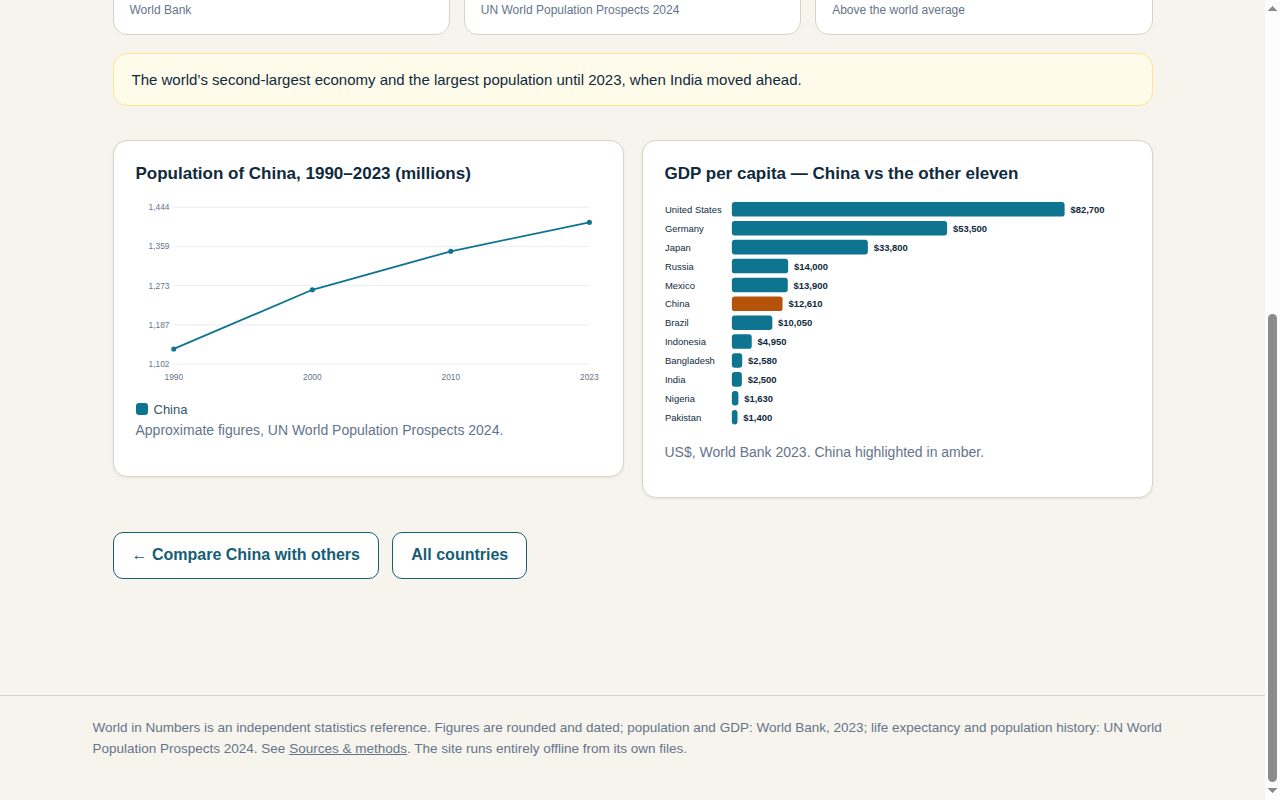 World Bank
UN World Population Prospects 2024
Above the world average
The world’s second-largest economy and the largest population until 2023, when India moved ahead.
Population of China, 1990–2023 (millions)
1,444
1,359
1,273
1,187
1,102
1990 2000 2010 2023
China
Approximate figures, UN World Population Prospects 2024.
GDP per capita — China vs the other eleven
United States $82,700
Germany $53,500
Japan $33,800
Russia $14,000
Mexico $13,900
China $12,610
Brazil $10,050
Indonesia $4,950
Bangladesh $2,580
India $2,500
Nigeria $1,630
Pakistan $1,400
US$, World Bank 2023. China highlighted in amber.
← Compare China with others
All countries
World in Numbers is an independent statistics reference. Figures are rounded and dated; population and GDP: World Bank, 2023; life expectancy and population history: UN World
Population Prospects 2024. See Sources & methods. The site runs entirely offline from its own files.